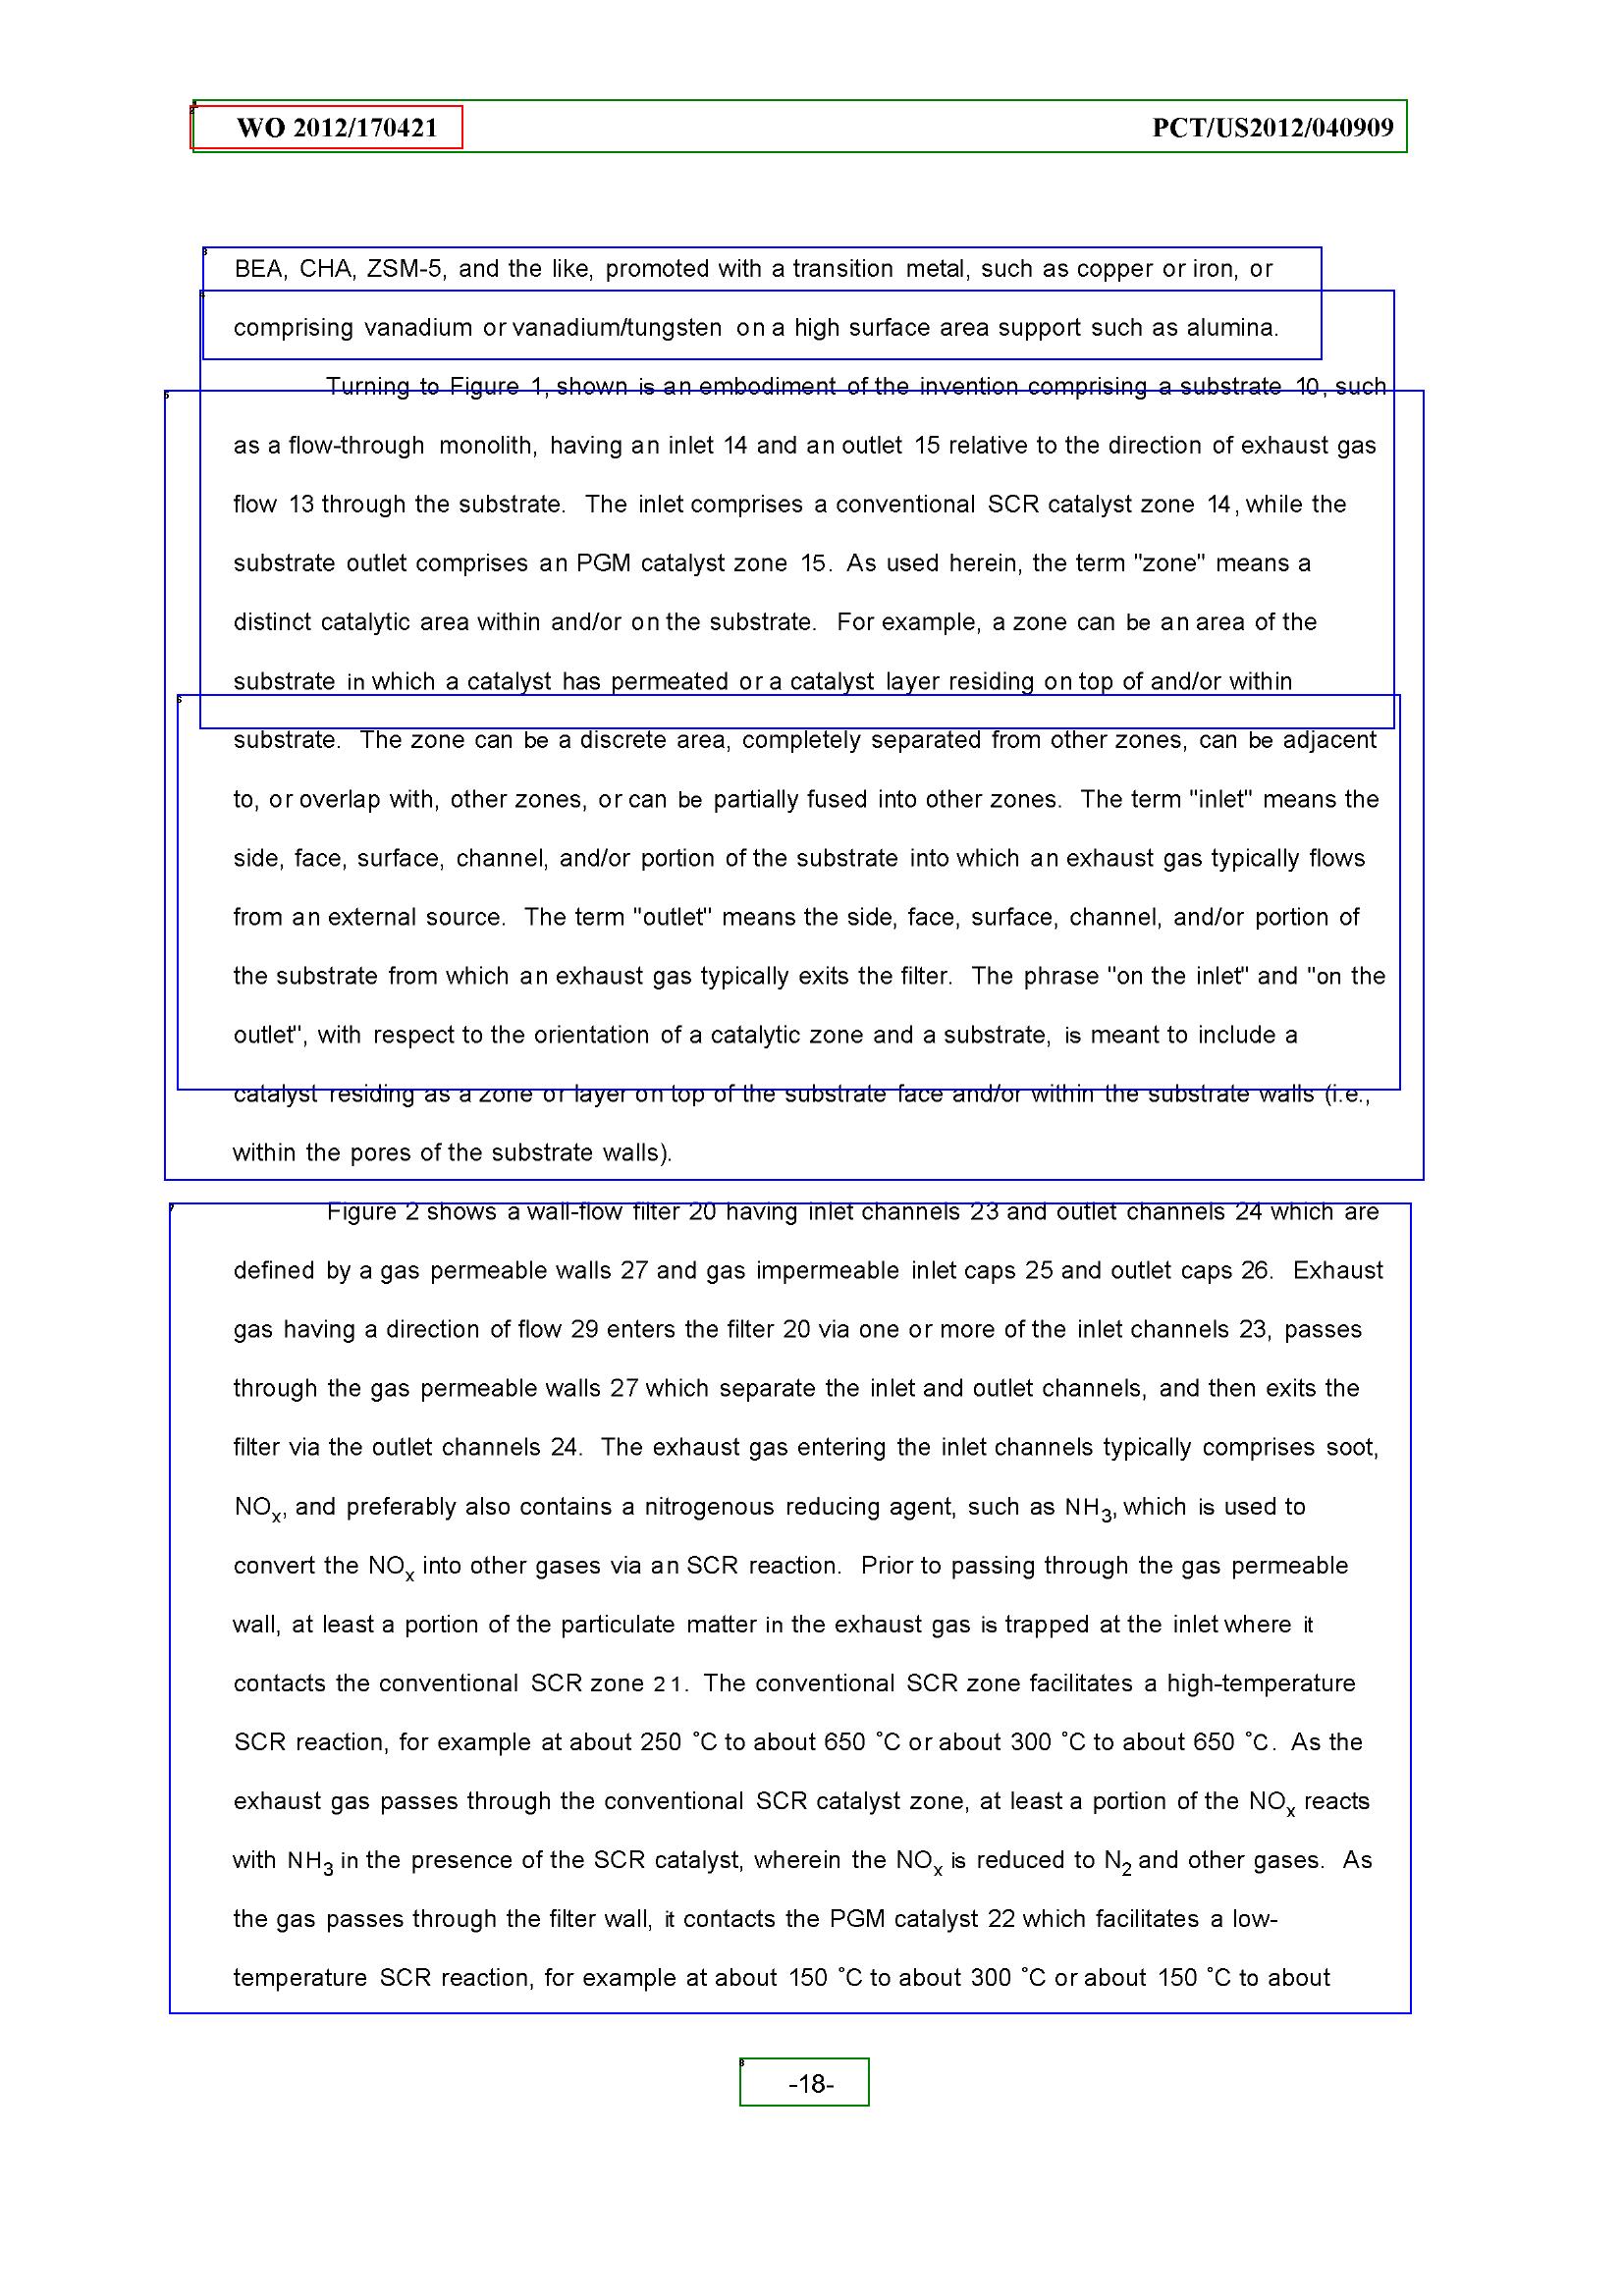 WO 2012/170421 PCT/US2012/040909
BEA, CHA, ZSM-5, and the like, promoted with a transition metal, such as copper or iron, or
comprising vanadium or vanadium/tungsten on a high surface area support such as alumina.
Turning to Figure 1, shown is an embodiment of the invention comprising a substrate 10, such
as a flow-through monolith, having an inlet 14 and an outlet 15 relative to the direction of exhaust gas
flow 13 through the substrate. The inlet comprises a conventional SCR catalyst zone 14, while the
substrate outlet comprises an PGM catalyst zone 15. As used herein, the term "zone" means a
distinct catalytic area within and/or on the substrate. For example, a zone can be an area of the
substrate in which a catalyst has permeated or a catalyst layer residing on top of and/or within
substrate. The zone can be a discrete area, completely separated from other zones, can be adjacent
to, or overlap with, other zones, or can be partially fused into other zones. The term "inlet" means the
side, face, surface, channel, and/or portion of the substrate into which an exhaust gas typically flows
from an external source. The term "outlet" means the side, face, surface, channel, and/or portion of
the substrate from which an exhaust gas typically exits the filter. The phrase "on the inlet" and "on the
outlet", with respect to the orientation of a catalytic zone and a substrate, is meant to include a
catalyst residing as a zone or layer on top of the substrate face and/or within the substrate walls (i.e.,
within the pores of the substrate walls).
Figure 2 shows a wall-flow filter 20 having inlet channels 23 and outlet channels 24 which are
defined by a gas permeable walls 27 and gas impermeable inlet caps 25 and outlet caps 26. Exhaust
gas having a direction of flow 29 enters the filter 20 via one or more of the inlet channels 23, passes
through the gas permeable walls 27 which separate the inlet and outlet channels, and then exits the
filter via the outlet channels 24. The exhaust gas entering the inlet channels typically comprises soot,
NOx, and preferably also contains a nitrogenous reducing agent, such as NH3, which is used to
convert the NOx into other gases via an SCR reaction. Prior to passing through the gas permeable
wall, at least a portion of the particulate matter in the exhaust gas is trapped at the inlet where it
contacts the conventional SCR zone 21. The conventional SCR zone facilitates a high-temperature
SCR reaction, for example at about 250 °C to about 650 °C or about 300 °C to about 650 °C. As the
exhaust gas passes through the conventional SCR catalyst zone, at least a portion of the NOx reacts
with NH3 in the presence of the SCR catalyst, wherein the NOx is reduced to N2 and other gases. As
the gas passes through the filter wall, it contacts the PGM catalyst 22 which facilitates a low-
temperature SCR reaction, for example at about 150 °C to about 300 °C or about 150 °C to about
-18-